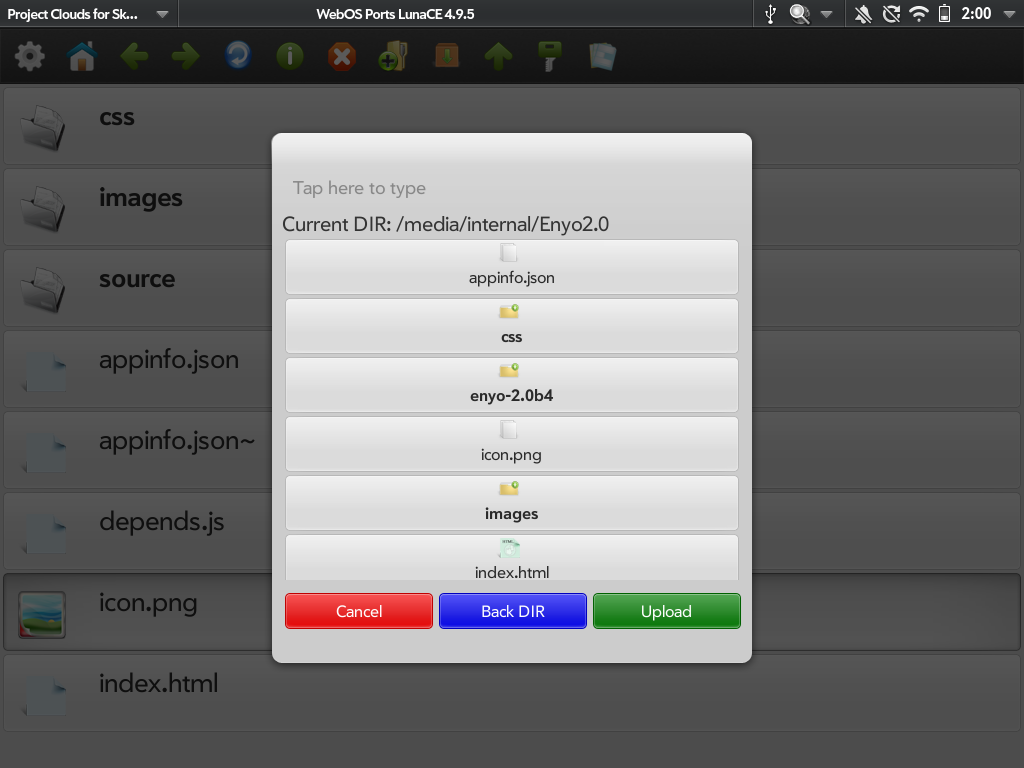 Project Clouds for Sk...
WebOS Ports LunaCE 4.9.5
2:00
css
images
source
appinfo.json
appinfo.json~
depends.js
icon.png
index.html
Tap here to type
Current DIR: /media/internal/Enyo2.0
appinfo.json
css
enyo-2.0b4
icon.png
images
index.html
Cancel
Back DIR
Upload